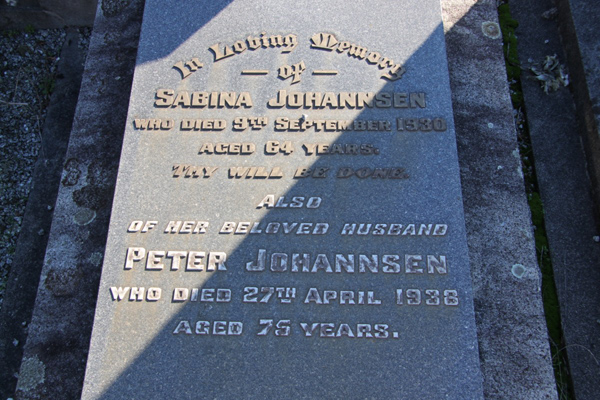 In Loving Memory
— OF —
SABINA JOHANNSEN
WHO DIED 9TH SEPTEMBER 1930
AGED 64 YEARS.
THY WILL BE DONE.
ALSO
OF HER BELOVED HUSBAND
PETER JOHANNSEN
WHO DIED 27TH APRIL 1938
AGED 75 YEARS.